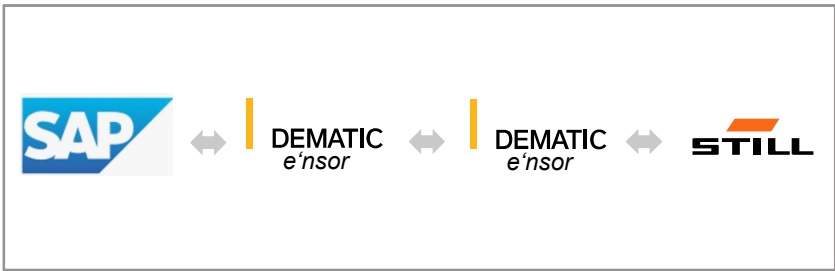 SAP
DEMATIC
e‘nsor
DEMATIC
e‘nsor
STILL